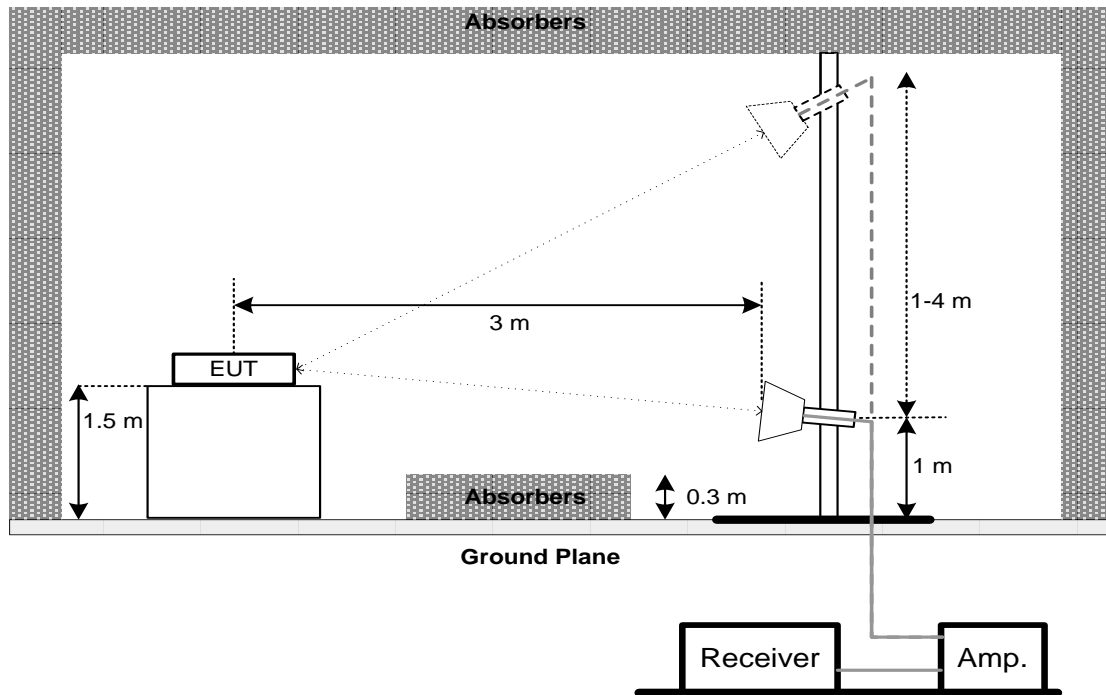 Absorbers
1-4 m
3 m
EUT
1.5 m
1 m
Absorbers
0.3 m
Ground Plane
Receiver
Amp.